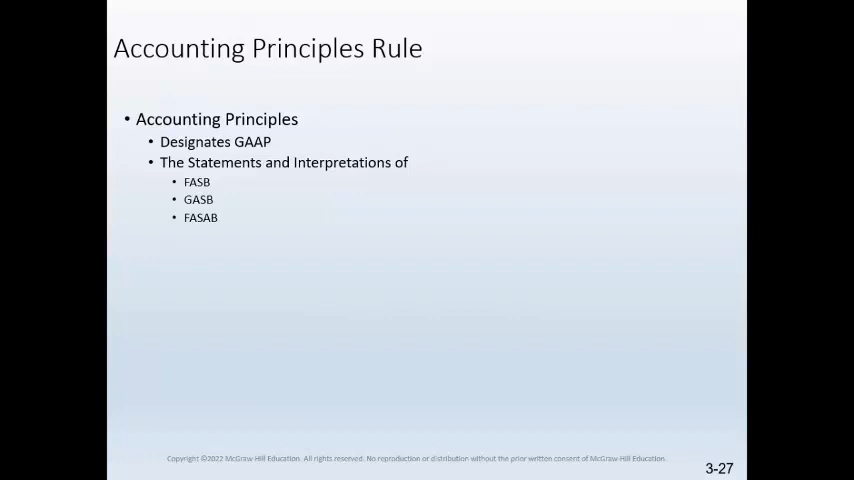 Accounting Principles Rule
• Accounting Principles
• Designates GAAP
• The Statements and Interpretations of
• FASB
• GASB
• FASAB
Copyright ©2022 McGraw Hill Education. All rights reserved. No reproduction or distribution without the prior written consent of McGraw Hill Education.
3-27